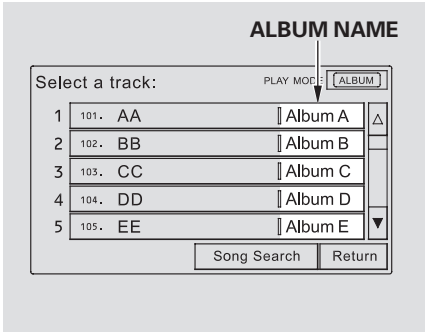 ALBUM NAME
Select a track: PLAY MODE ALBUM
1 101. AA Album A
2 102. BB Album B
3 103. CC Album C
4 104. DD Album D
5 105. EE Album E
Song Search Return